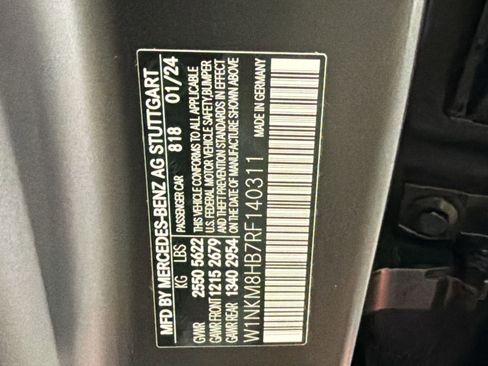 MFD BY MERCEDES-BENZ AG STUTTGART
PASSENGER CAR 818 01/24
KG LBS
GVWR 2550 5622
GAWR FRONT 1215 2679
GAWR REAR 1340 2954
THIS VEHICLE CONFORMS TO ALL APPLICABLE
U.S. FEDERAL MOTOR VEHICLE SAFETY, BUMPER
AND THEFT PREVENTION STANDARDS IN EFFECT
ON THE DATE OF MANUFACTURE SHOWN ABOVE
W1NKM8HB7RF140311
MADE IN GERMANY